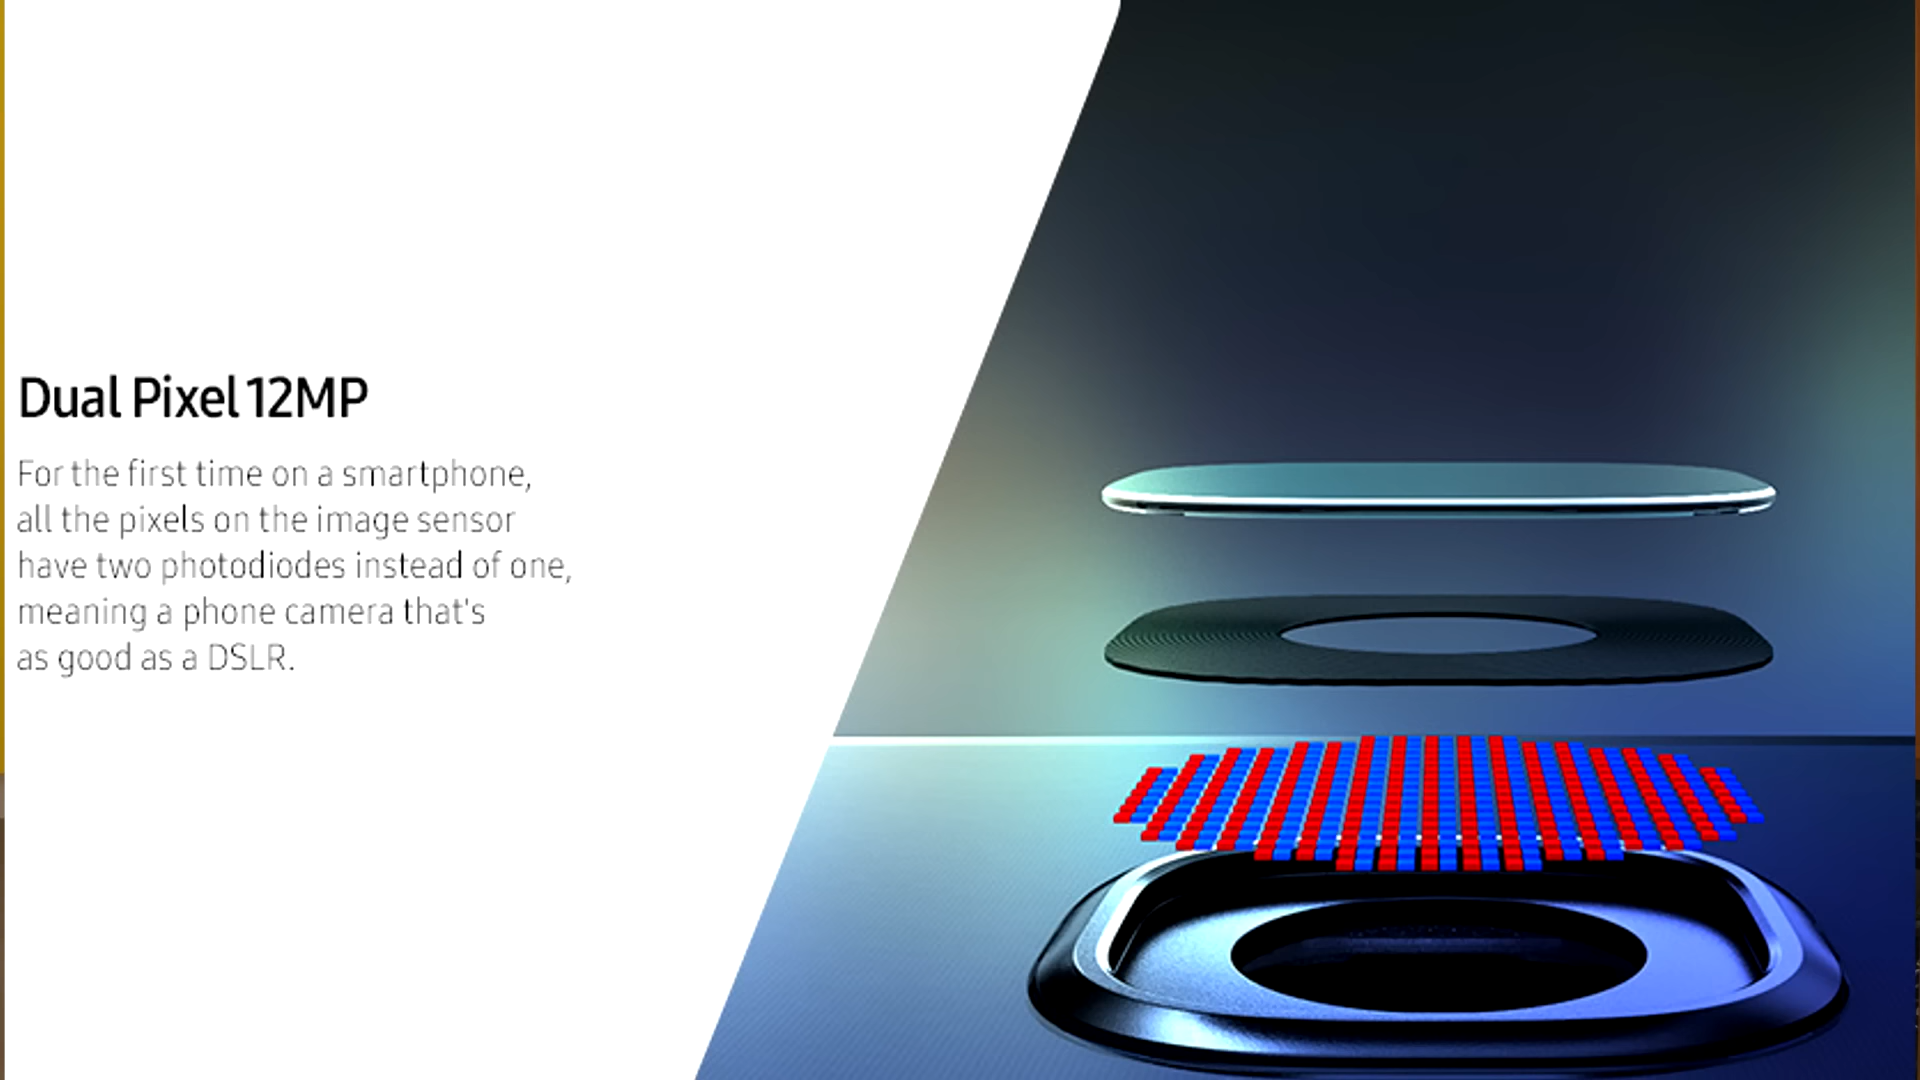 Dual Pixel 12MP
For the first time on a smartphone,
all the pixels on the image sensor
have two photodiodes instead of one,
meaning a phone camera that's
as good as a DSLR.